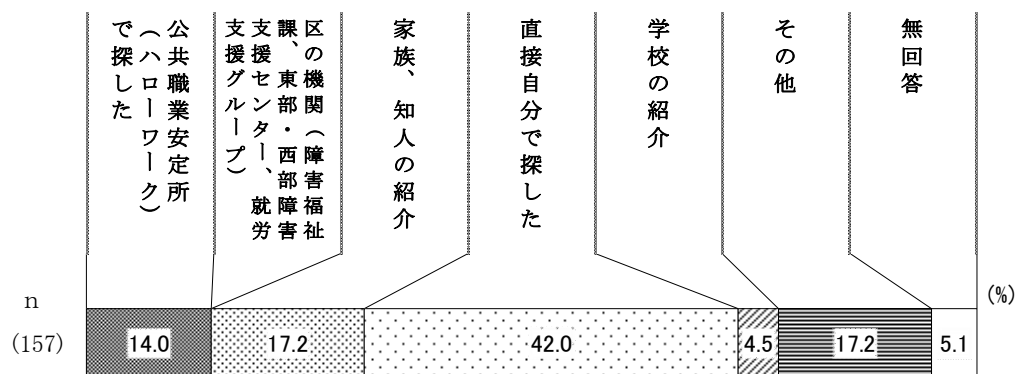 公共職業安定所
（ハローワーク）
で探した
区の機関（障害福祉
課、東部・西部障害
支援センター、就労
支援グループ）
家族、知人の紹介
直接自分で探した
学校の紹介
その他
無回答
(%)
n
(157)
14.0
17.2
42.0
4.5
17.2
5.1